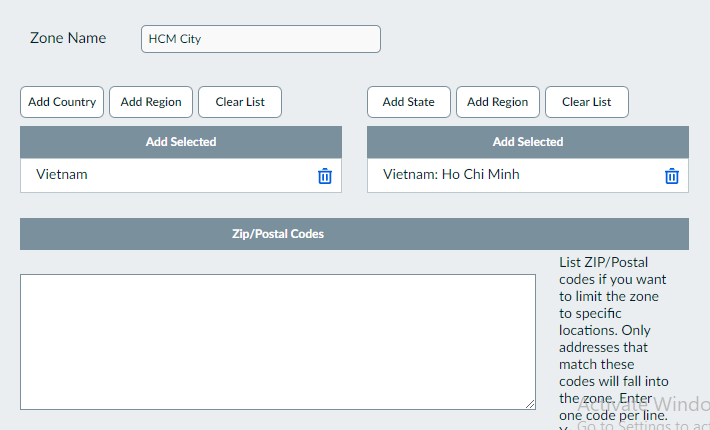 Zone Name
HCM City
Add Country
Add Region
Clear List
Add State
Add Region
Clear List
Add Selected
Add Selected
Vietnam
Vietnam: Ho Chi Minh
Zip/Postal Codes
List ZIP/Postal
codes if you want
to limit the zone
to specific
locations. Only
addresses that
match these
codes will fall into
the zone. Enter
one code per line.
Activate Windo
Go to Settings to act